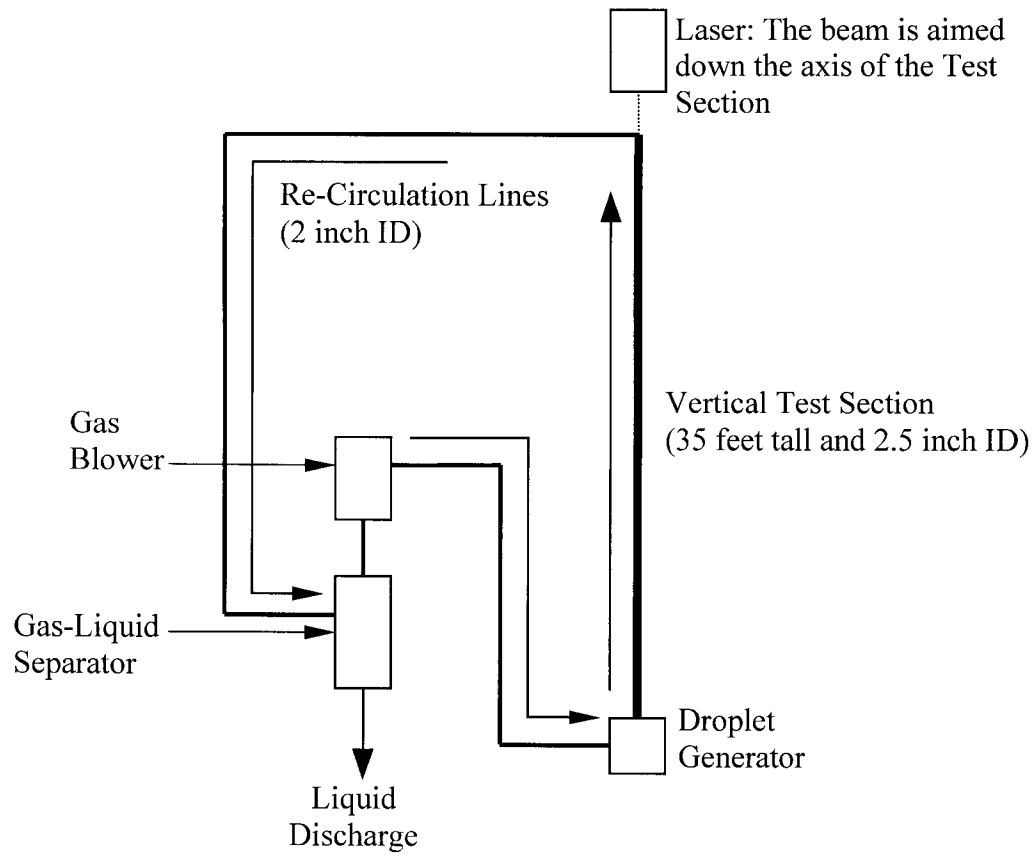 Laser: The beam is aimed
down the axis of the Test
Section
Re-Circulation Lines
(2 inch ID)
Vertical Test Section
(35 feet tall and 2.5 inch ID)
Gas
Blower
Gas-Liquid
Separator
Droplet
Generator
Liquid
Discharge